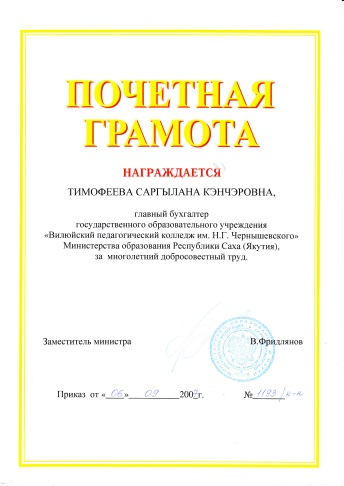 ПОЧЕТНАЯ
ГРАМОТА
НАГРАЖДАЕТСЯ
ТИМОФЕЕВА САРГЫЛАНА КЭНЧЭРОВНА,
главный бухгалтер
государственного образовательного учреждения
«Вилюйский педагогический колледж им. Н.Г. Чернышевского»
Министерства образования Республики Саха (Якутия),
за многолетний добросовестный труд.
Заместитель министра В.Фридлянов
Приказ от «06» 09 2007г. № 1183/к-н